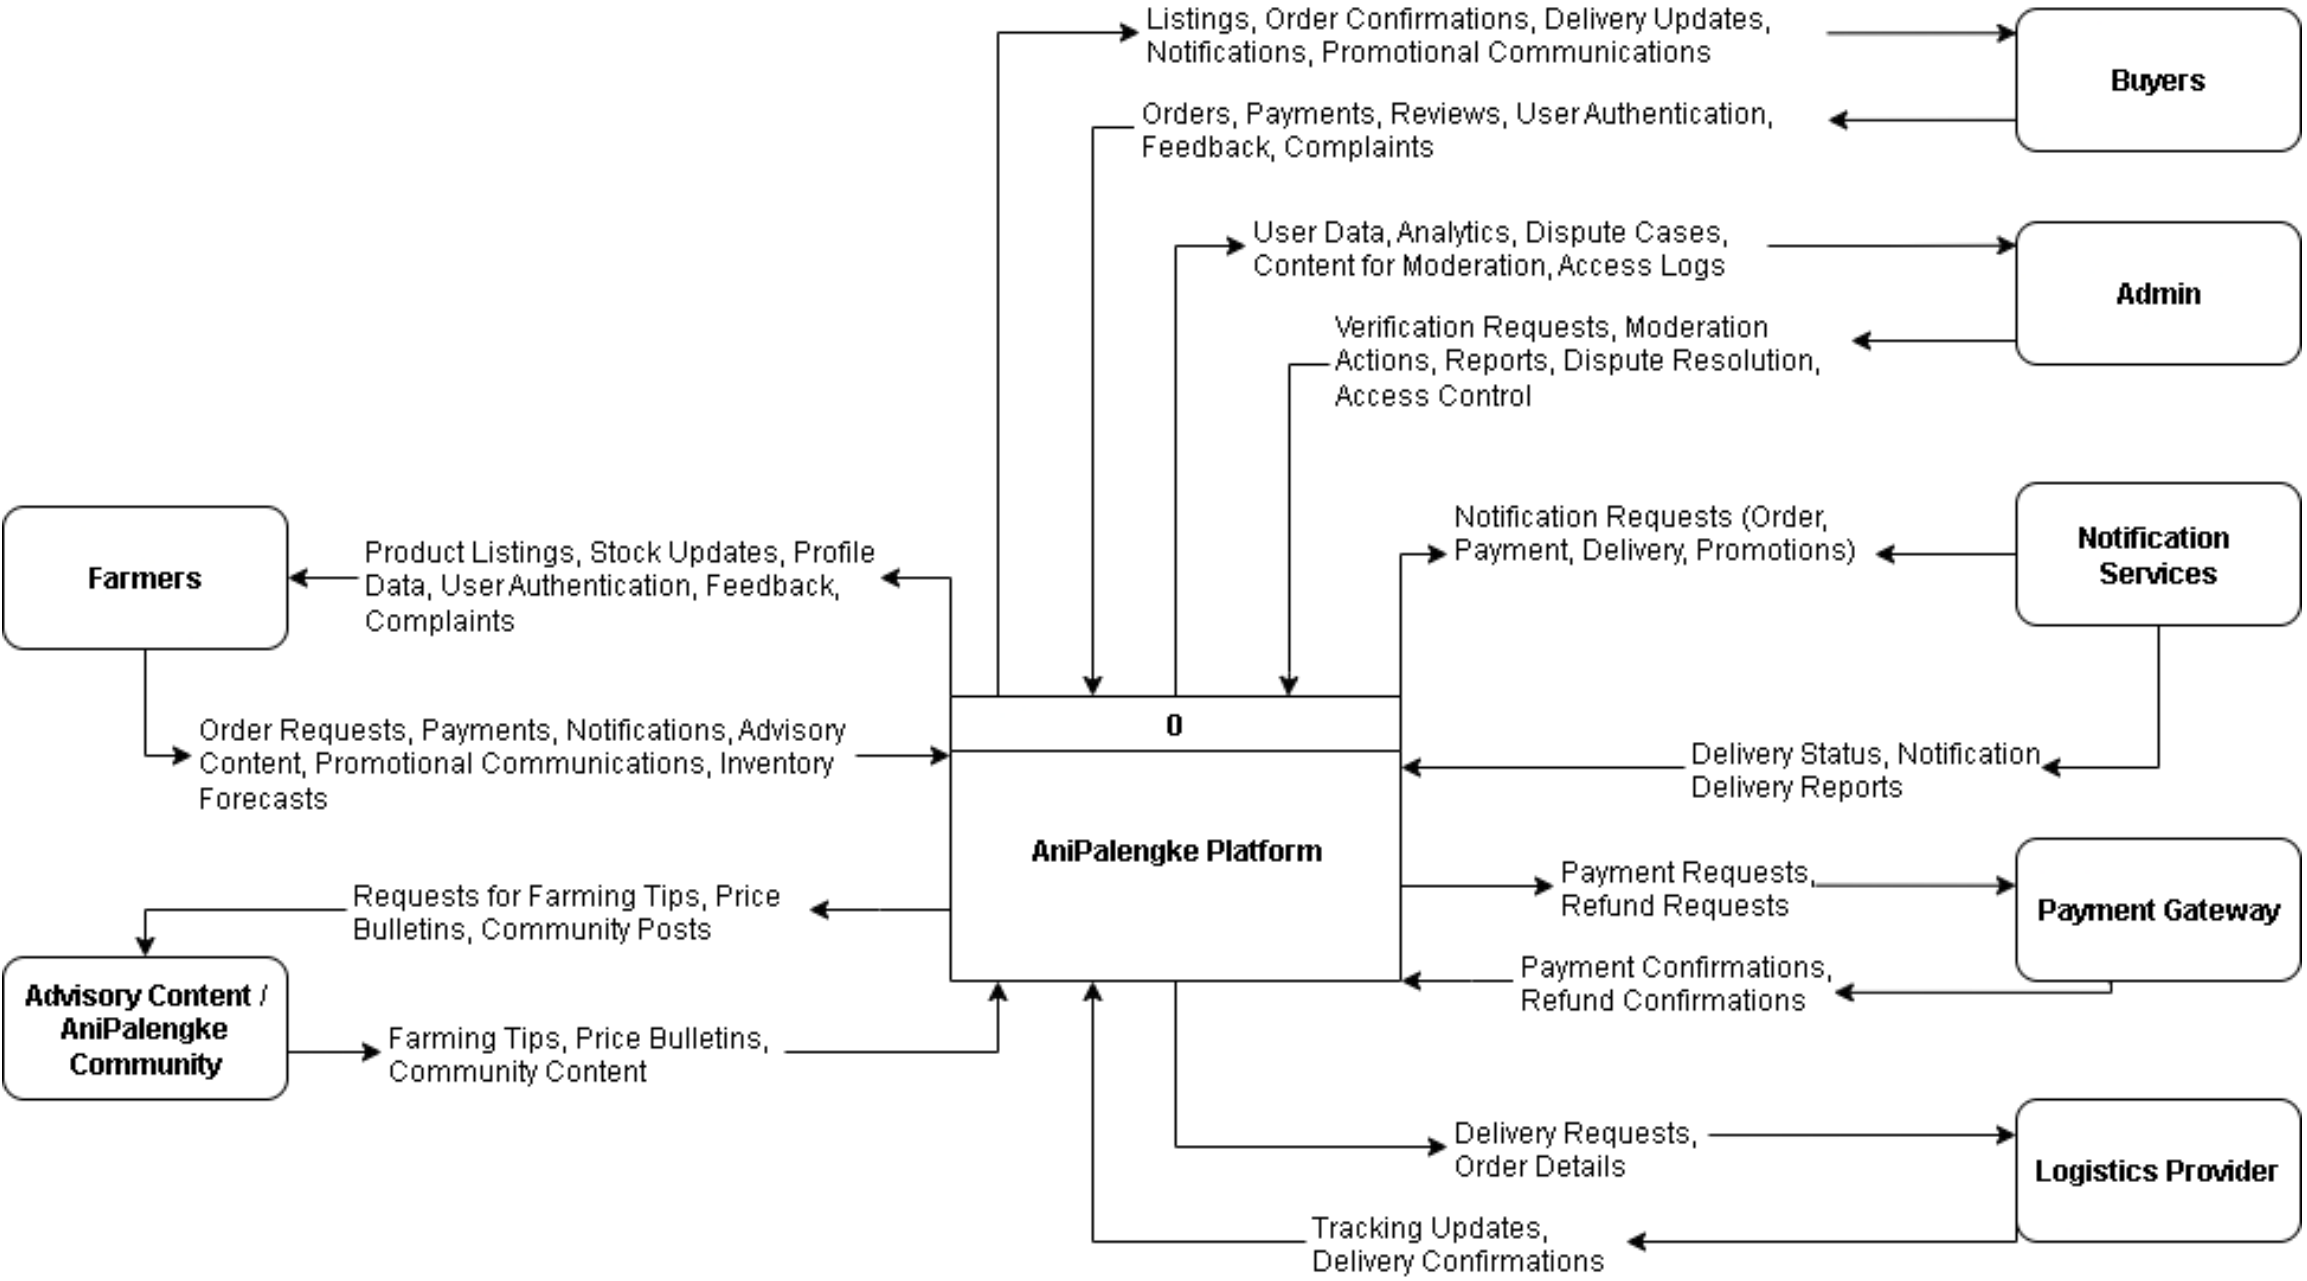 Listings, Order Confirmations, Delivery Updates,
Notifications, Promotional Communications
Buyers
Orders, Payments, Reviews, User Authentication,
Feedback, Complaints
User Data, Analytics, Dispute Cases,
Content for Moderation, Access Logs
Admin
Verification Requests, Moderation
Actions, Reports, Dispute Resolution,
Access Control
Notification Requests (Order,
Payment, Delivery, Promotions)
Notification
Services
Farmers
Product Listings, Stock Updates, Profile
Data, User Authentication, Feedback,
Complaints
Order Requests, Payments, Notifications, Advisory
Content, Promotional Communications, Inventory
Forecasts
0
AniPalengke Platform
Delivery Status, Notification
Delivery Reports
Payment Requests,
Refund Requests
Payment Gateway
Payment Confirmations,
Refund Confirmations
Requests for Farming Tips, Price
Bulletins, Community Posts
Advisory Content /
AniPalengke
Community
Farming Tips, Price Bulletins,
Community Content
Delivery Requests,
Order Details
Logistics Provider
Tracking Updates,
Delivery Confirmations